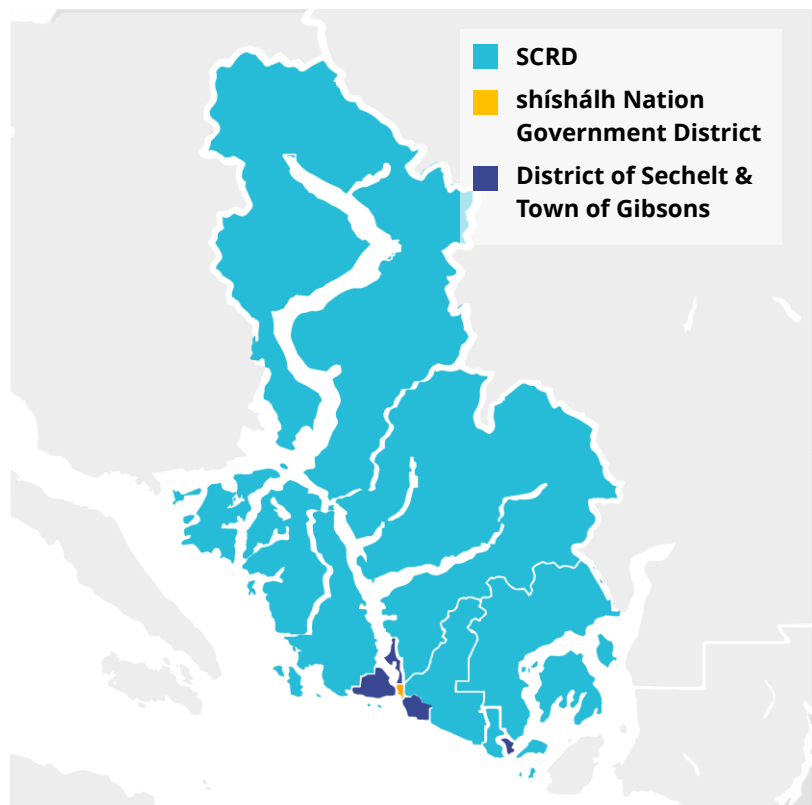 SCRD
shíshálh Nation
Government District
District of Sechelt &
Town of Gibsons